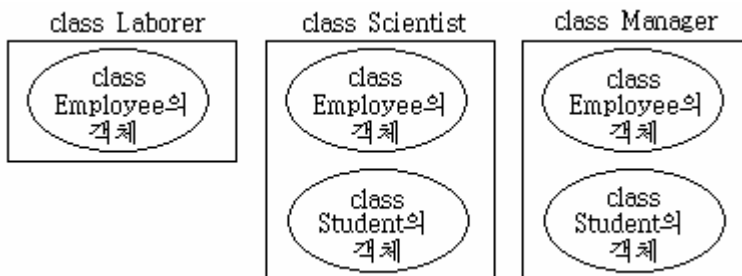 class Laborer
class
Employee의
객체
class Scientist
class
Employee의
객체
class
Student의
객체
class Manager
class
Employee의
객체
class
Student의
객체